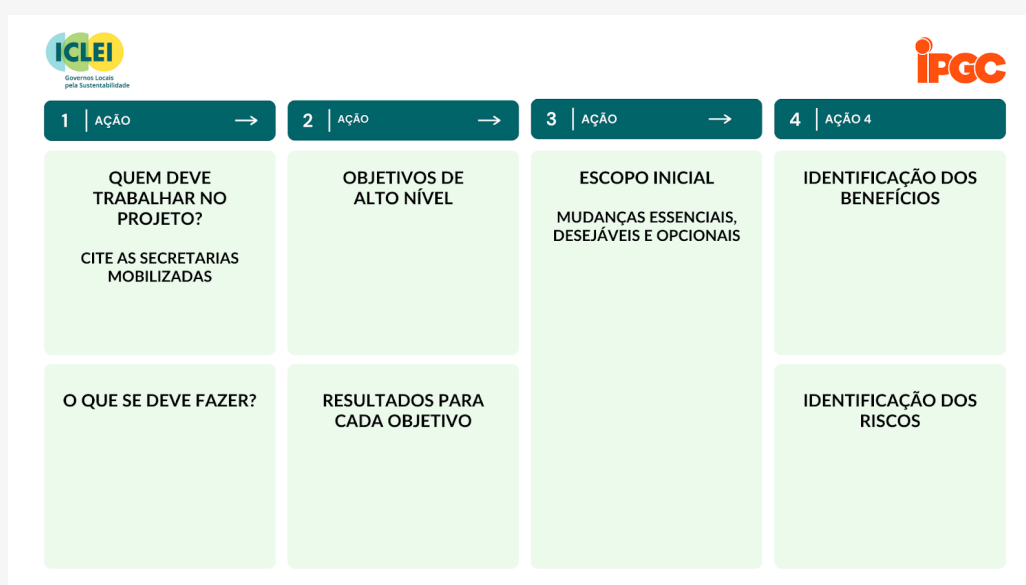 ICLEI
Governos Locais
pela Sustentabilidade
iPGC
1 AÇÃO →
2 AÇÃO →
3 AÇÃO →
4 AÇÃO 4
QUEM DEVE
TRABALHAR NO
PROJETO?
CITE AS SECRETARIAS
MOBILIZADAS
O QUE SE DEVE FAZER?
OBJETIVOS DE
ALTO NÍVEL
RESULTADOS PARA
CADA OBJETIVO
ESCOPO INICIAL
MUDANÇAS ESSENCIAIS,
DESEJÁVEIS E OPCIONAIS
IDENTIFICAÇÃO DOS
BENEFÍCIOS
IDENTIFICAÇÃO DOS
RISCOS